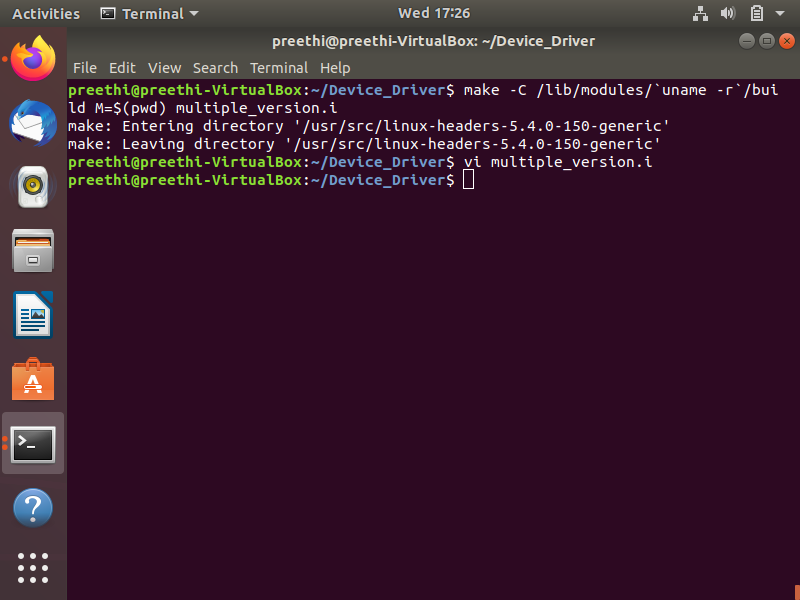 Activities Terminal Wed 17:26
preethi@preethi-VirtualBox: ~/Device_Driver
File Edit View Search Terminal Help
preethi@preethi-VirtualBox:~/Device_Driver$ make -C /lib/modules/`uname -r`/bui
ld M=$(pwd) multiple_version.i
make: Entering directory '/usr/src/linux-headers-5.4.0-150-generic'
make: Leaving directory '/usr/src/linux-headers-5.4.0-150-generic'
preethi@preethi-VirtualBox:~/Device_Driver$ vi multiple_version.i
preethi@preethi-VirtualBox:~/Device_Driver$